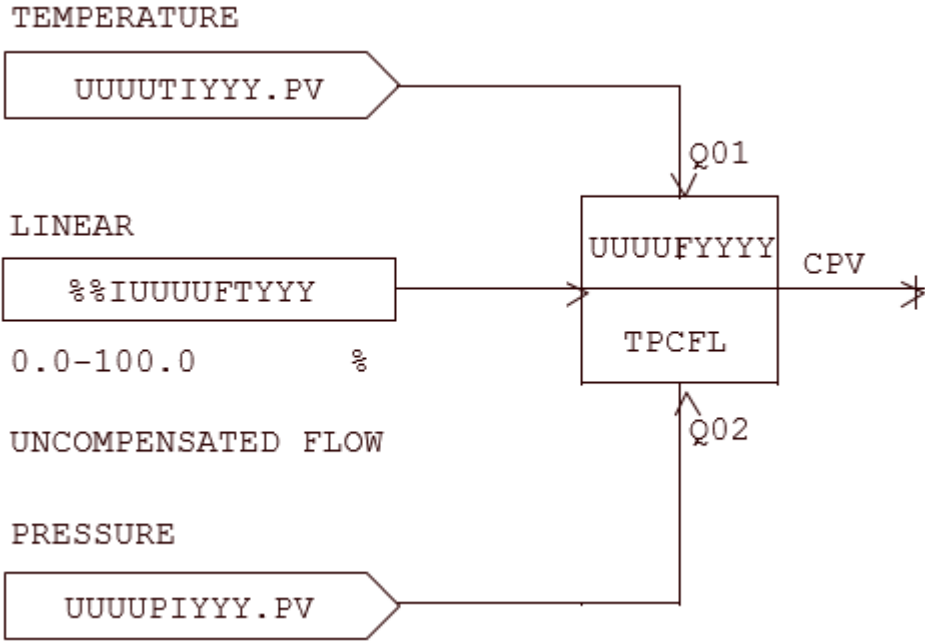 TEMPERATURE
UUUUTIYYY.PV
Q01
LINEAR
UUUUFYYYY
CPV
%%IUUUUFTYYY
TPCFL
0.0-100.0 %
Q02
UNCOMPENSATED FLOW
PRESSURE
UUUUPIYYY.PV